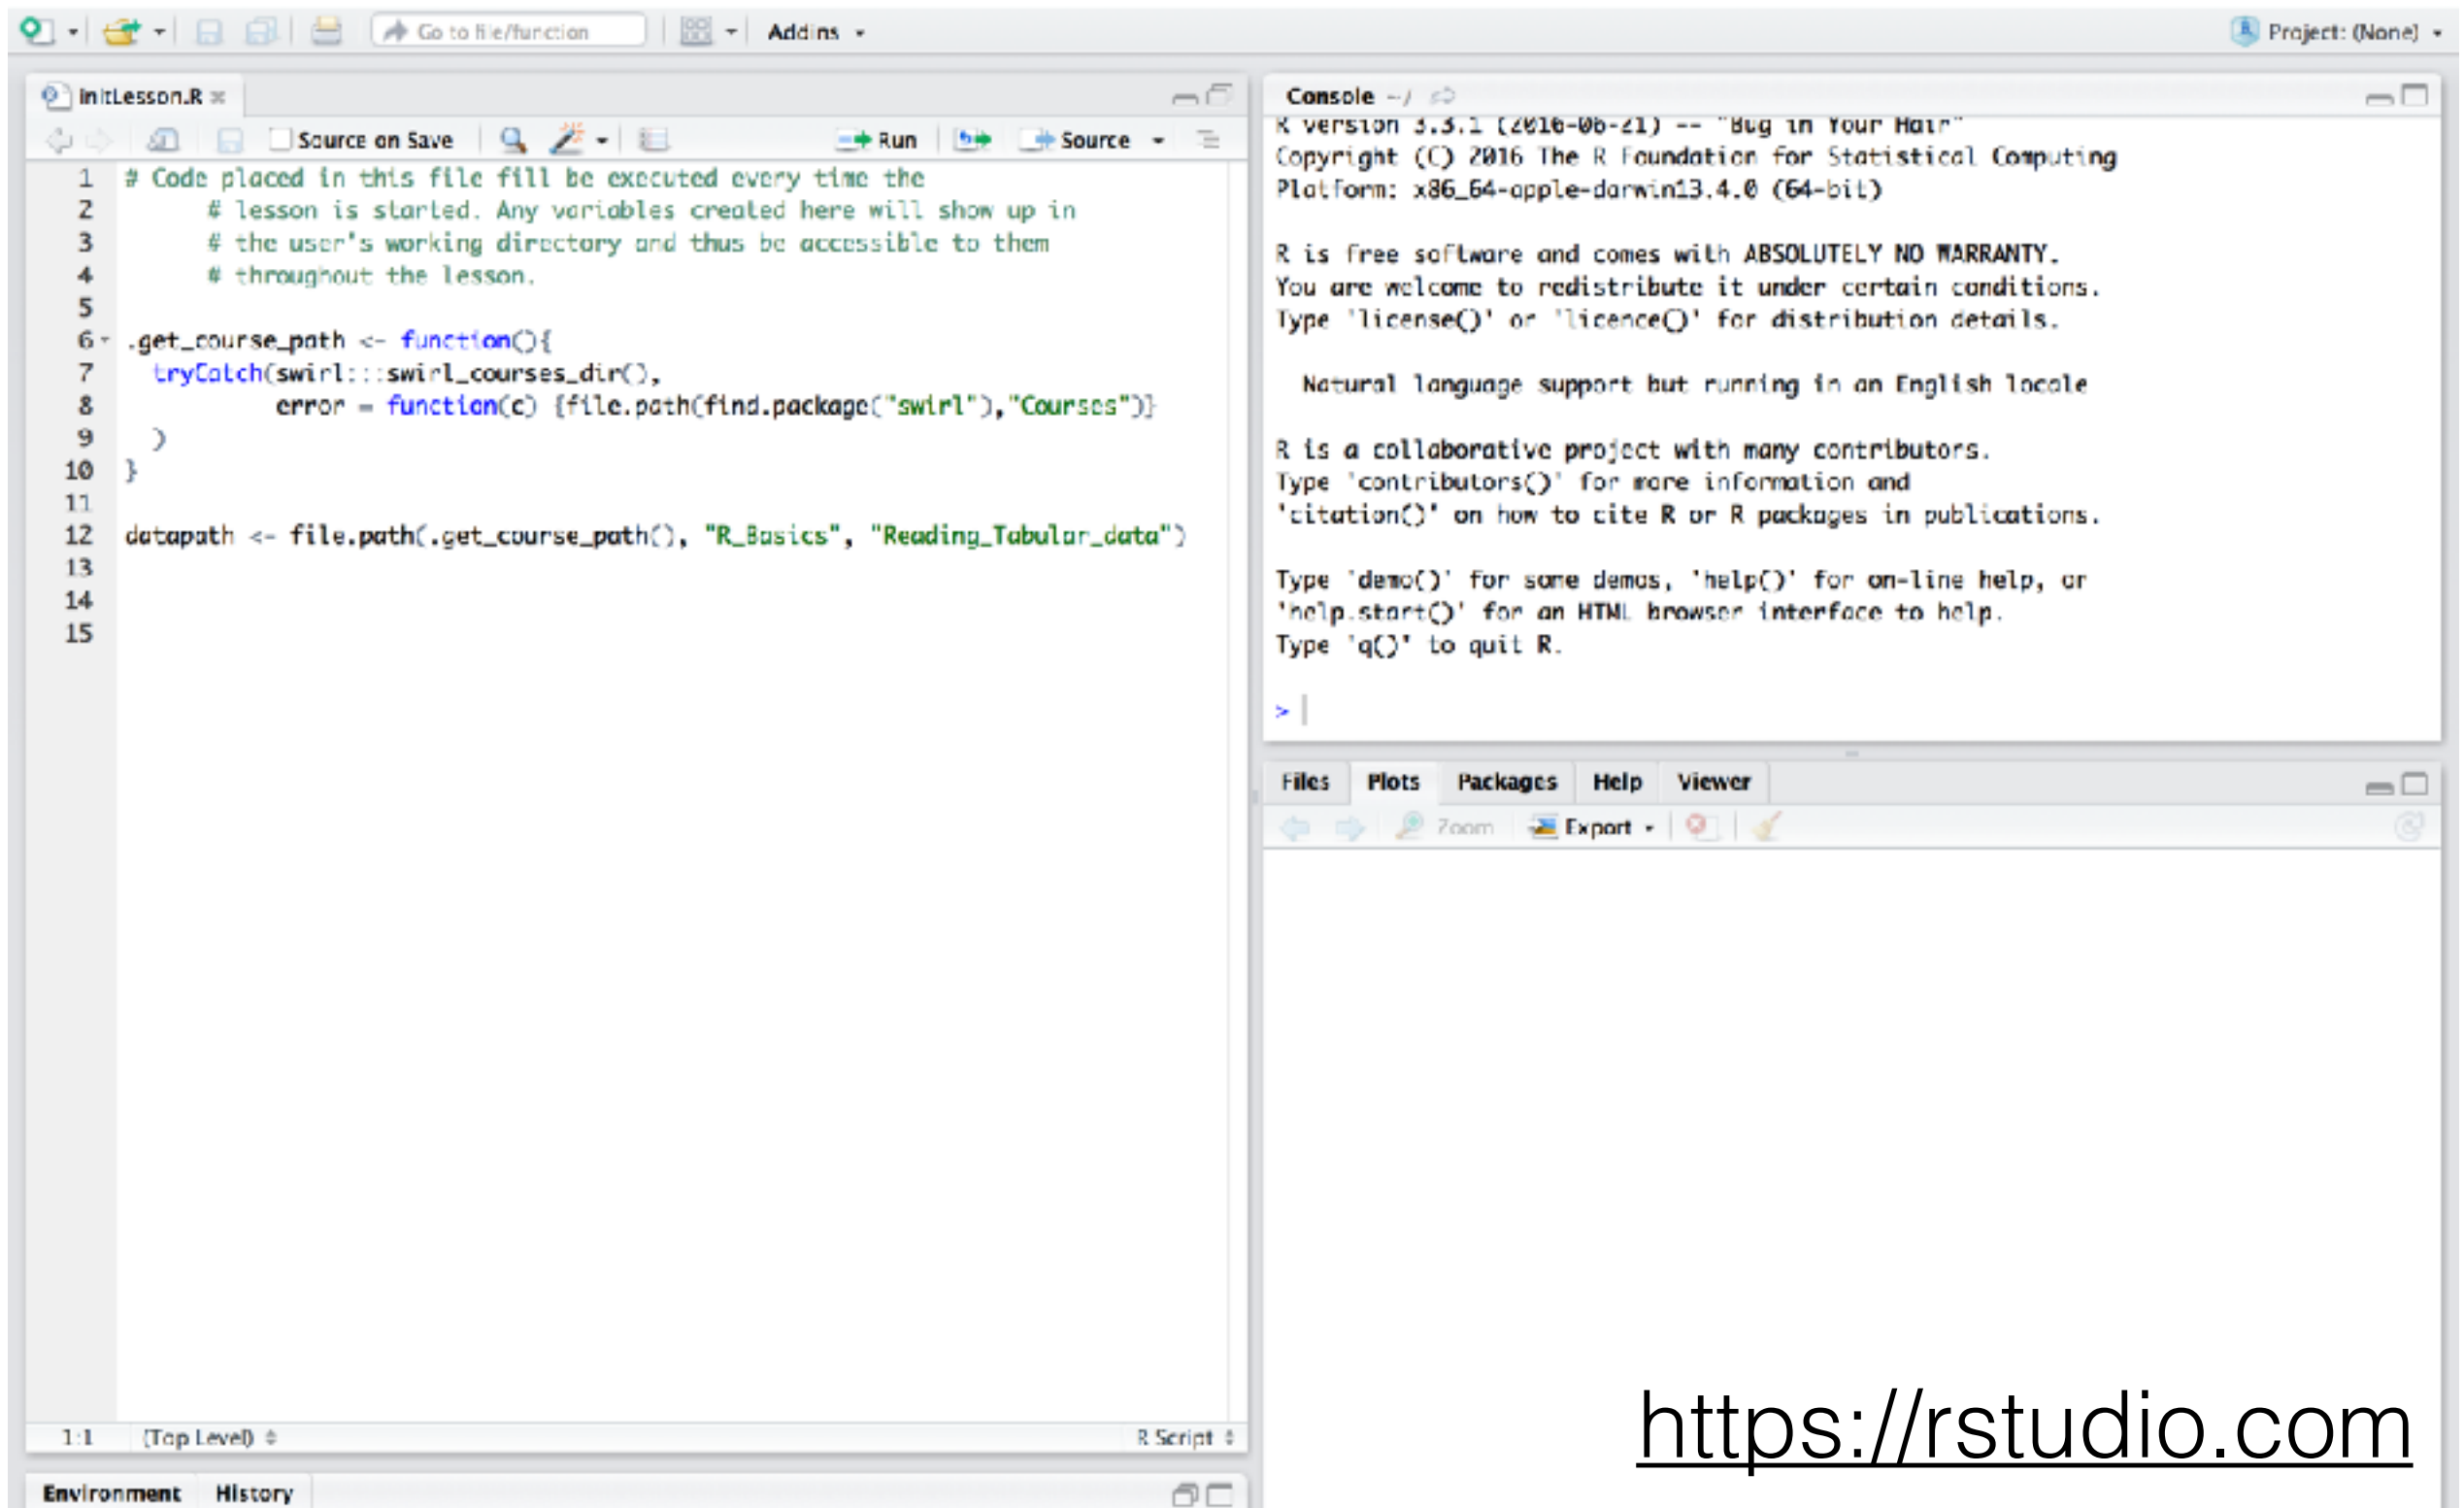 Go to file/function
Addins
Project: (None)
initLesson.R
Source on Save
Run
Source
1 # Code placed in this file fill be executed every time the
2 # lesson is started. Any variables created here will show up in
3 # the user's working directory and thus be accessible to them
4 # throughout the lesson.
5
6 .get_course_path <- function(){
7 tryCatch(swirl:::swirl_courses_dir(),
8 error = function(c) {file.path(find.package("swirl"),"Courses")}
9 )
10 }
11
12 datapath <- file.path(.get_course_path(), "R_Basics", "Reading_Tabular_data")
13
14
15
1:1 (Top Level)
R Script
Environment History
Console ~/
R version 3.3.1 (2016-06-21) -- "Bug in Your Hair"
Copyright (C) 2016 The R Foundation for Statistical Computing
Platform: x86_64-apple-darwin13.4.0 (64-bit)
R is free software and comes with ABSOLUTELY NO WARRANTY.
You are welcome to redistribute it under certain conditions.
Type 'license()' or 'licence()' for distribution details.
Natural language support but running in an English locale
R is a collaborative project with many contributors.
Type 'contributors()' for more information and
'citation()' on how to cite R or R packages in publications.
Type 'demo()' for some demos, 'help()' for on-line help, or
'help.start()' for an HTML browser interface to help.
Type 'q()' to quit R.
>
Files Plots Packages Help Viewer
Zoom Export
https://rstudio.com